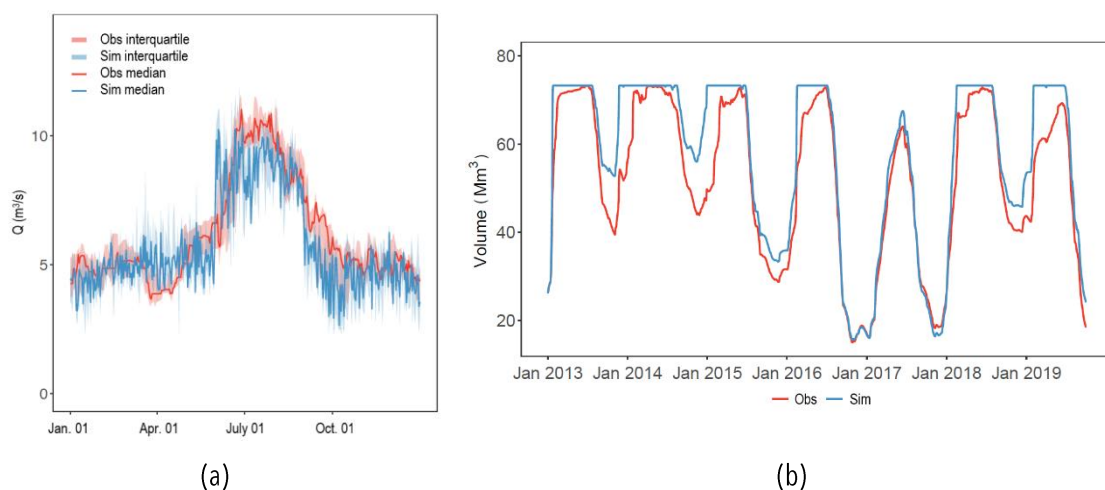 Obs interquartile
Sim interquartile
Obs median
Sim median
Q (m³/s)
10
5
0
Jan. 01 Apr. 01 July 01 Oct. 01
(a)
Volume (Mm³)
80
60
40
20
Jan 2013 Jan 2014 Jan 2015 Jan 2016 Jan 2017 Jan 2018 Jan 2019
Obs Sim
(b)